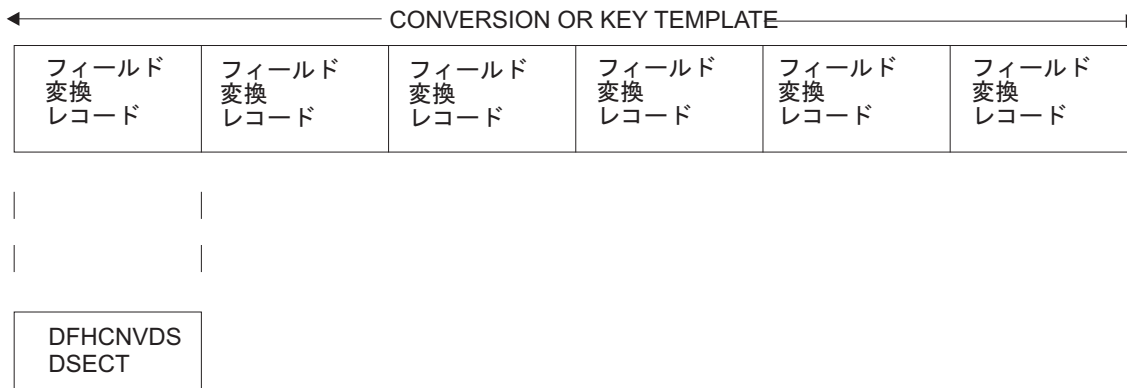 CONVERSION OR KEY TEMPLATE
フィールド
変換
レコード
フィールド
変換
レコード
フィールド
変換
レコード
フィールド
変換
レコード
フィールド
変換
レコード
フィールド
変換
レコード
DFHCNVDS
DSECT